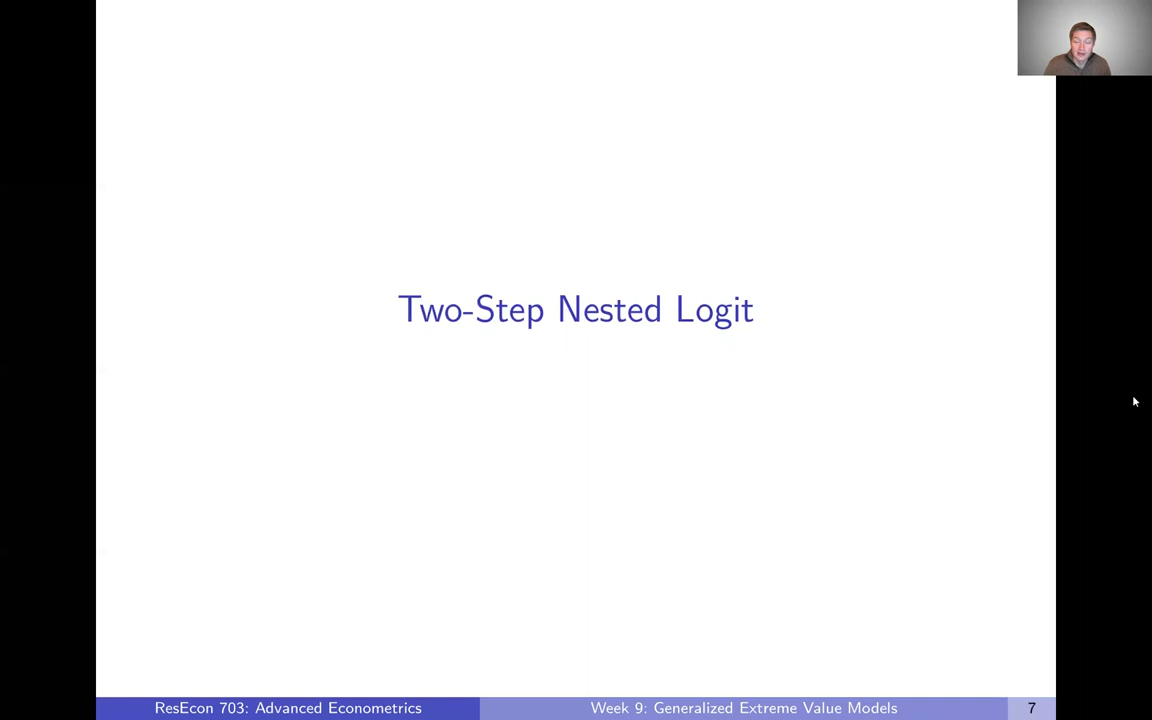 Two-Step Nested Logit
ResEcon 703: Advanced Econometrics
Week 9: Generalized Extreme Value Models
7